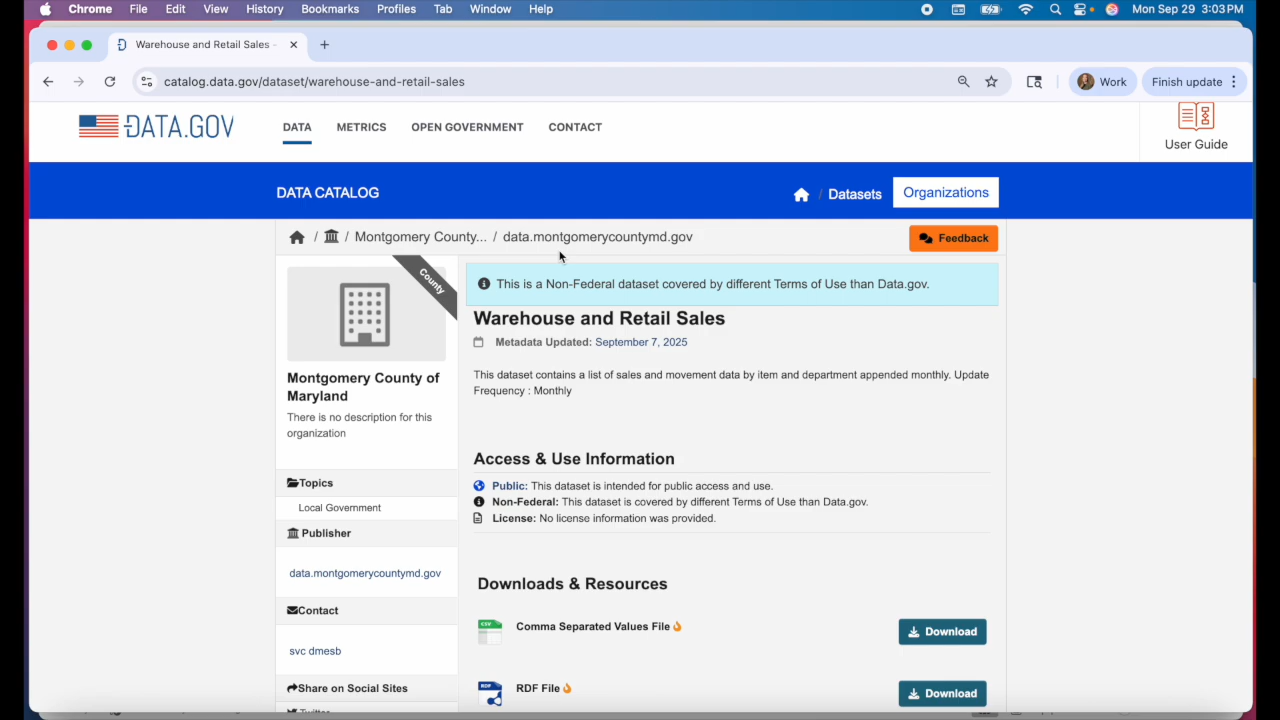 Chrome File Edit View History Bookmarks Profiles Tab Window Help Mon Sep 29 3:03 PM
Warehouse and Retail Sales -
catalog.data.gov/dataset/warehouse-and-retail-sales Work Finish update
DATA.GOV DATA METRICS OPEN GOVERNMENT CONTACT User Guide
DATA CATALOG / Datasets Organizations
/ / Montgomery County... / data.montgomerycountymd.gov Feedback
County
This is a Non-Federal dataset covered by different Terms of Use than Data.gov.
Warehouse and Retail Sales
Metadata Updated: September 7, 2025
This dataset contains a list of sales and movement data by item and department appended monthly. Update
Frequency : Monthly
Montgomery County of
Maryland
There is no description for this
organization
Topics
Local Government
Publisher
data.montgomerycountymd.gov
Contact
svc dmesb
Share on Social Sites
Twitter
Access & Use Information
Public: This dataset is intended for public access and use.
Non-Federal: This dataset is covered by different Terms of Use than Data.gov.
License: No license information was provided.
Downloads & Resources
CSV Comma Separated Values File Download
RDF RDF File Download